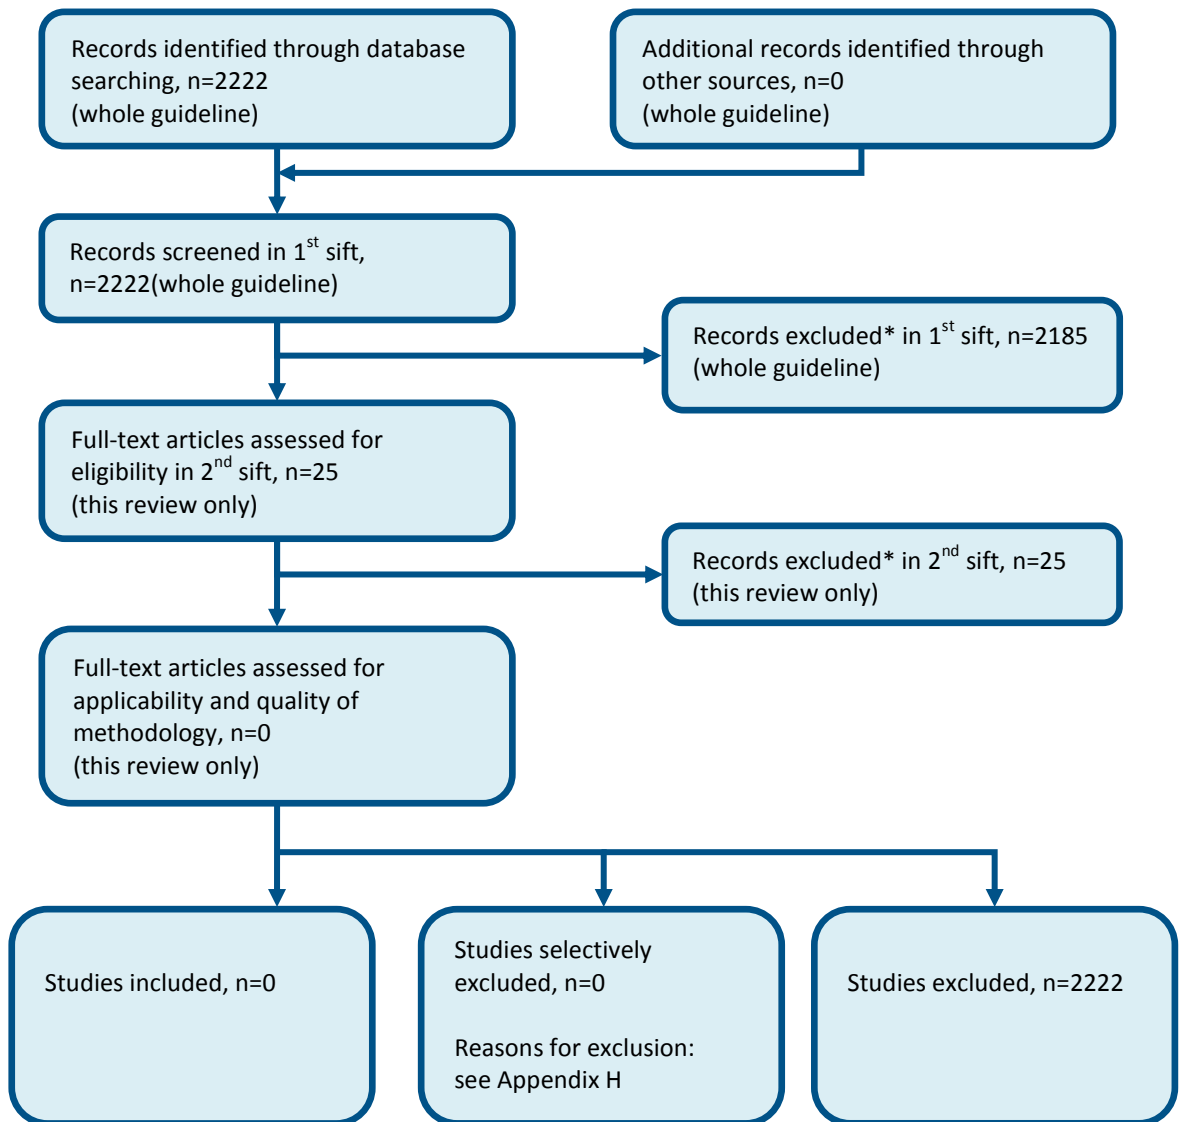 Records identified through database
searching, n=2222
(whole guideline)
Additional records identified through
other sources, n=0
(whole guideline)
Records screened in 1st sift,
n=2222(whole guideline)
Records excluded* in 1st sift, n=2185
(whole guideline)
Full-text articles assessed for
eligibility in 2nd sift, n=25
(this review only)
Records excluded* in 2nd sift, n=25
(this review only)
Full-text articles assessed for
applicability and quality of
methodology, n=0
(this review only)
Studies included, n=0
Studies selectively
excluded, n=0
Reasons for exclusion:
see Appendix H
Studies excluded, n=2222